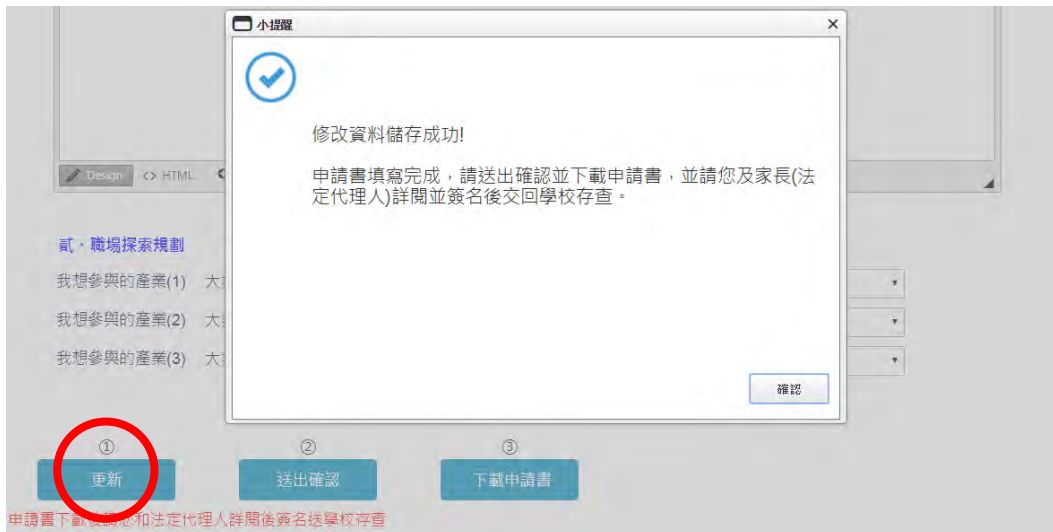 小提醒
修改資料儲存成功!
申請書填寫完成，請送出確認並下載申請書，並請您及家長(法
定代理人)詳閱並簽名後交回學校存查。
Design <> HTML
貳、職場探索規劃
我想參與的產業(1) 大
我想參與的產業(2) 大
我想參與的產業(3) 大
確認
① ② ③
更新 送出確認 下載申請書
申請書下載後請您和法定代理人詳閱後簽名送學校存查